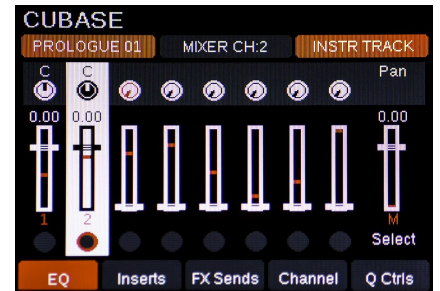 CUBASE
PROLOGUE 01 MIXER CH:2 INSTR TRACK
C C Pan
0.00 0.00 0.00
1 2 M
Select
EQ Inserts FX Sends Channel Q Ctrls